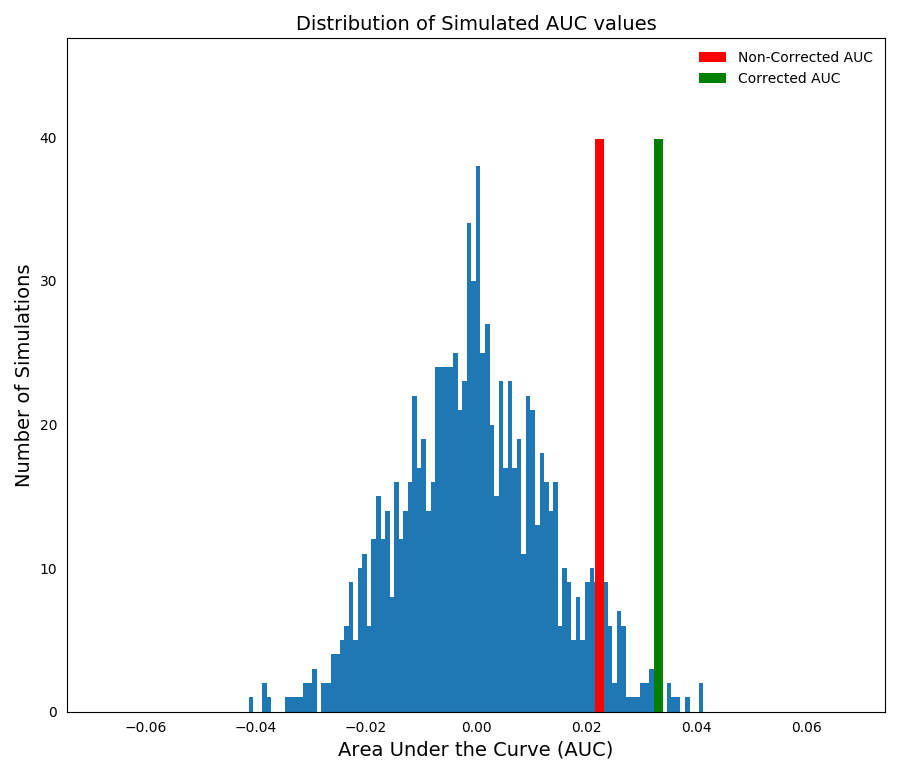 Distribution of Simulated AUC values
Non-Corrected AUC
Corrected AUC
40
30
20
10
0
Number of Simulations
−0.06 −0.04 −0.02 0.00 0.02 0.04 0.06
Area Under the Curve (AUC)